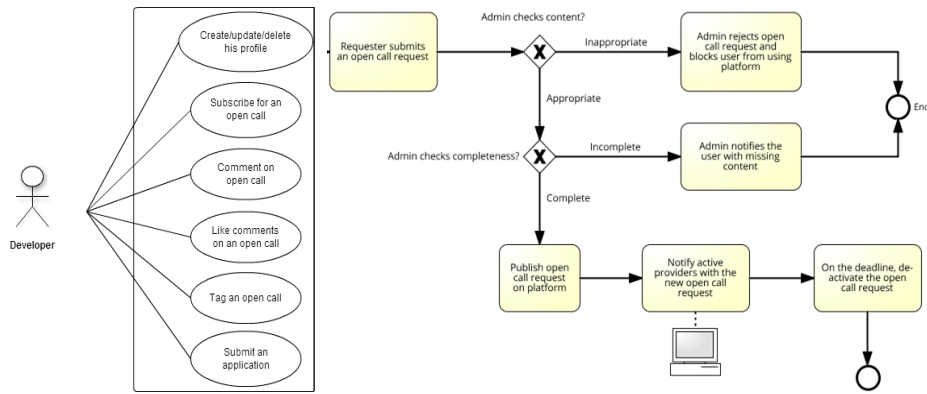 Create/update/delete
his profile
Subscribe for an
open call
Comment on
open call
Like comments
on an open call
Tag an open call
Submit an
application
Developer
Requester submits
an open call request
Admin checks content?
X
Inappropriate
Admin rejects open
call request and
blocks user from using
platform
Appropriate
Admin checks completeness?
X
Incomplete
Admin notifies the
user with missing
content
End
Complete
Publish open
call request
on platform
Notify active
providers with the
new open call
request
On the deadline, de-
activate the open
call request